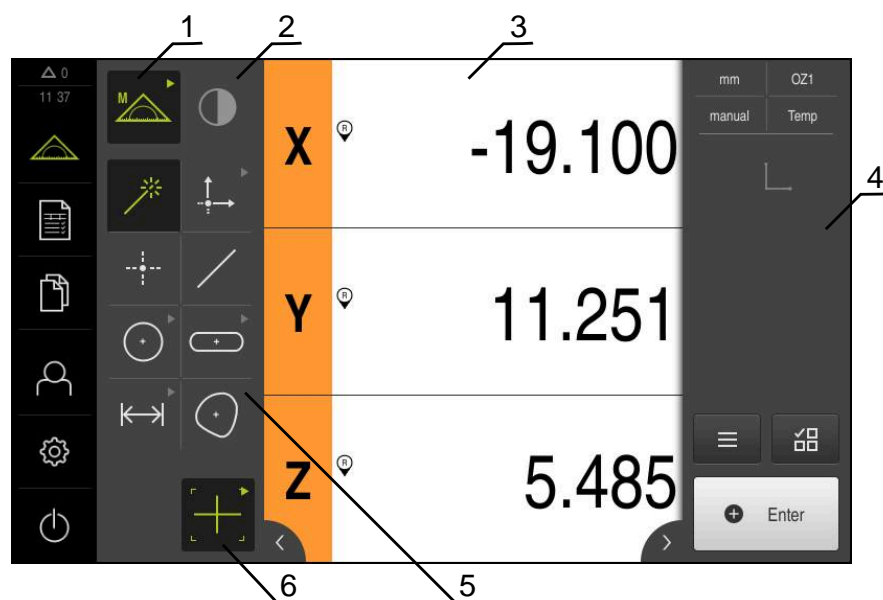 1 2 3
0
11 37
M
mm OZ1
manual Temp
X R -19.100
4
Y R 11.251
Z R 5.485
Enter
6 5